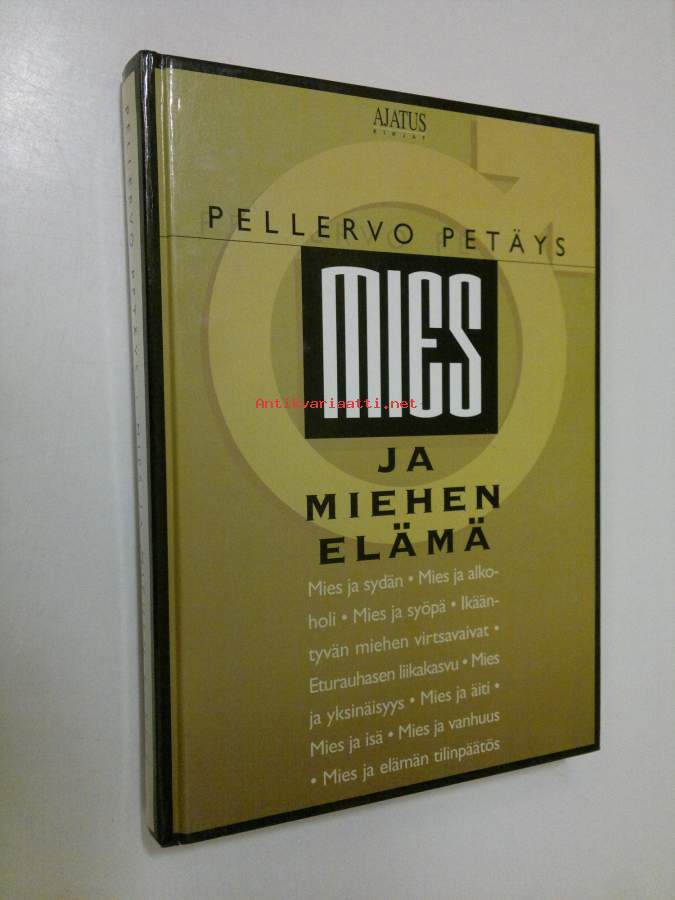 AJATUS
KIRJAT
PELLERVO PETÄYS
MIES
Antikvariaatti.net
JA
MIEHEN
ELÄMÄ
Mies ja sydän • Mies ja alko-
holi • Mies ja syöpä • Ikään-
tyvän miehen virtsavaivat •
Eturauhasen liikakasvu • Mies
ja yksinäisyys • Mies ja äiti •
Mies ja isä • Mies ja vanhuus
• Mies ja elämän tilinpäätös
PELLERVO PETÄYS